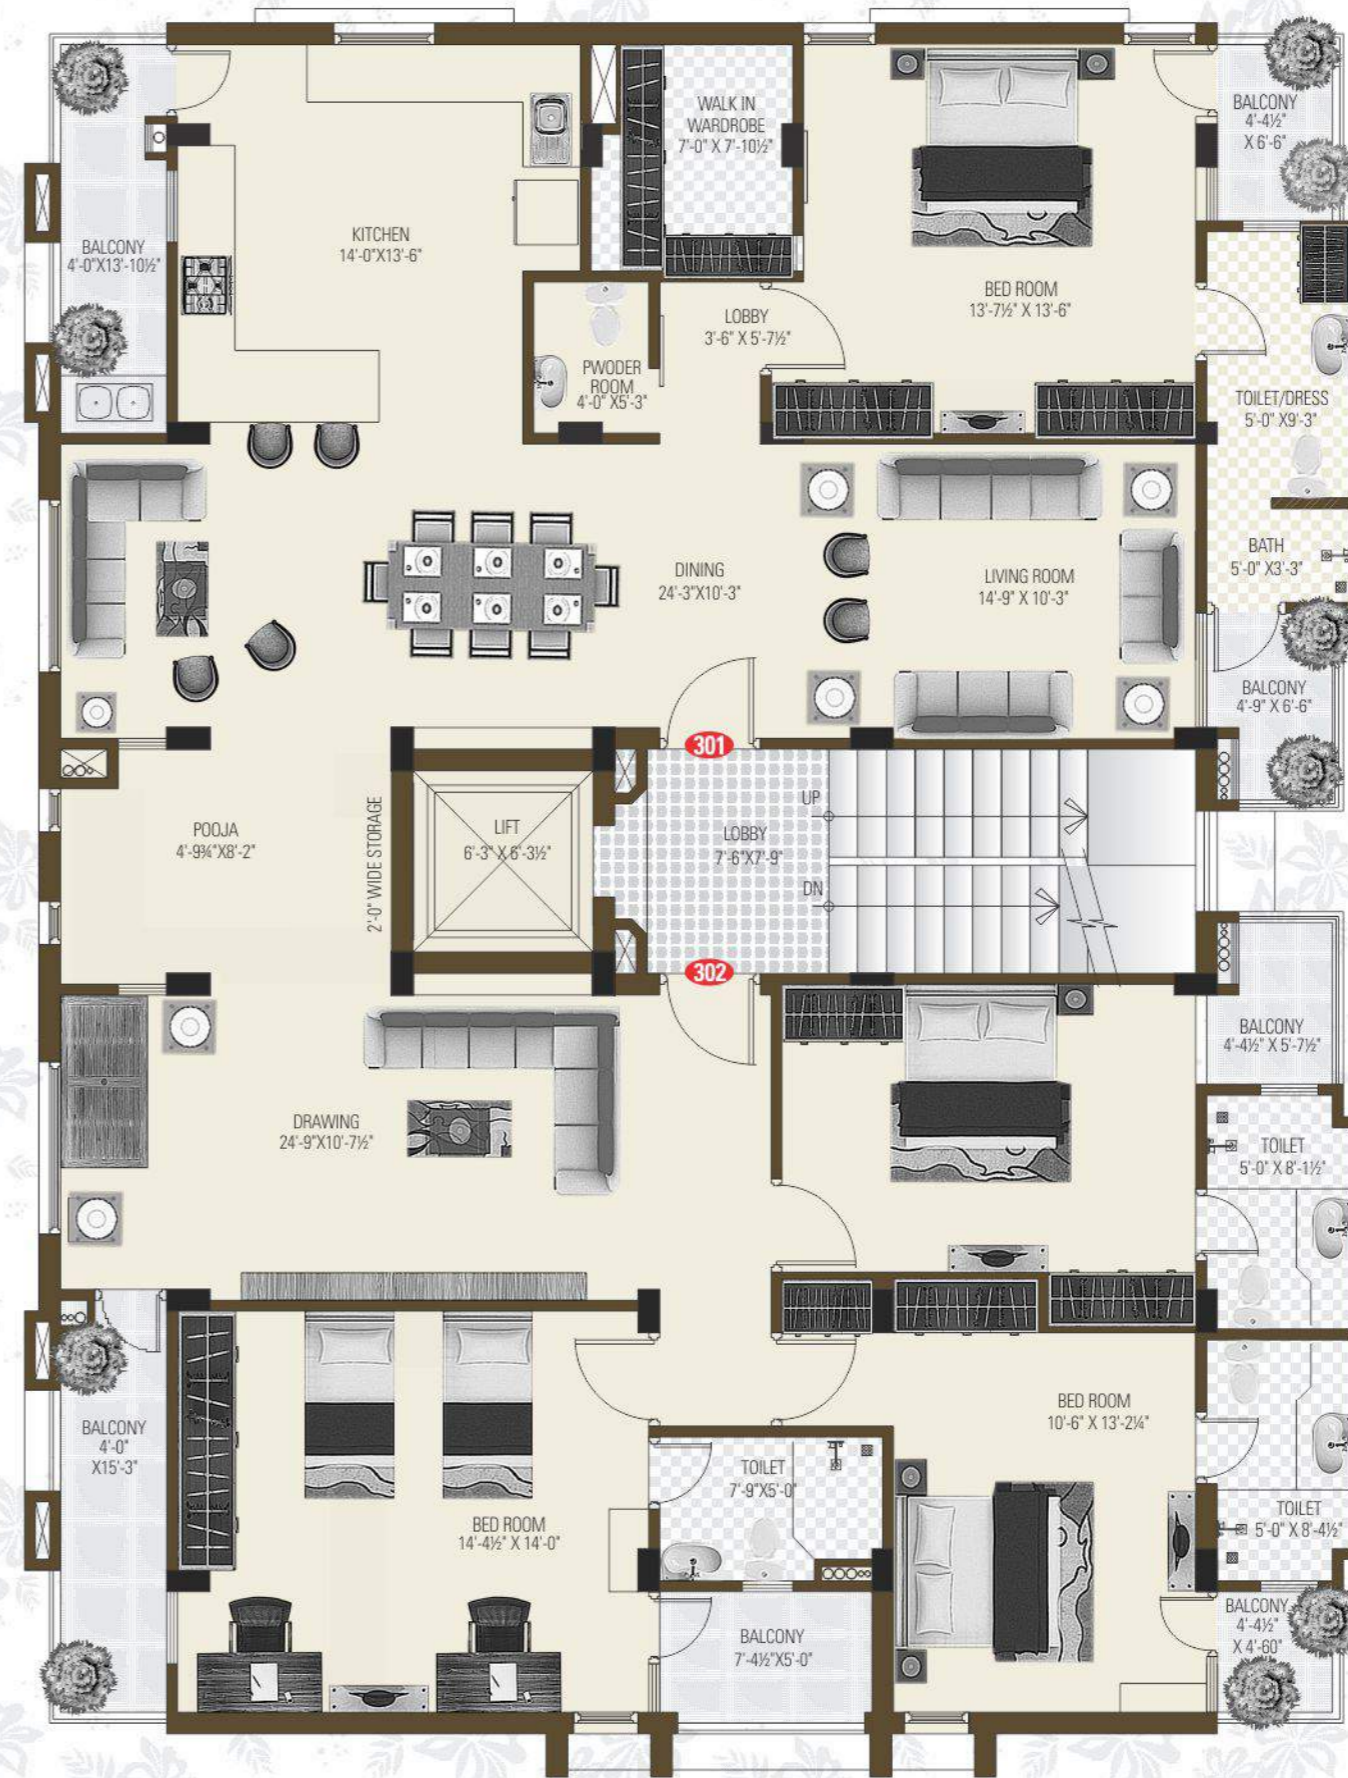 WALK IN
WARDROBE
7'-0" X 7'-10½"
BALCONY
4'-4½"
X 6'-6"
KITCHEN
14'-0"X13'-6"
BALCONY
4'-0"X13'-10½"
BED ROOM
13'-7½" X 13'-6"
LOBBY
3'-6" X 5'-7½"
PWODER
ROOM
4'-0" X5'-3"
TOILET/DRESS
5'-0" X9'-3"
DINING
24'-3"X10'-3"
LIVING ROOM
14'-9" X 10'-3"
BATH
5'-0" X3'-3"
BALCONY
4'-9" X 6'-6"
301
UP
POOJA
4'-9¾"X8'-2"
2'-0" WIDE STORAGE
LIFT
6'-3" X 6'-3½"
LOBBY
7'-6"X7'-9"
DN
302
BALCONY
4'-4½" X 5'-7½"
DRAWING
24'-9"X10'-7½"
TOILET
5'-0" X 8'-1½"
BED ROOM
10'-6" X 13'-2¼"
BALCONY
4'-0"
X15'-3"
TOILET
7'-9"X5'-0"
TOILET
5'-0" X 8'-4½"
BED ROOM
14'-4½" X 14'-0"
BALCONY
4'-4½"
X 4'-60"
BALCONY
7'-4½"X5'-0"